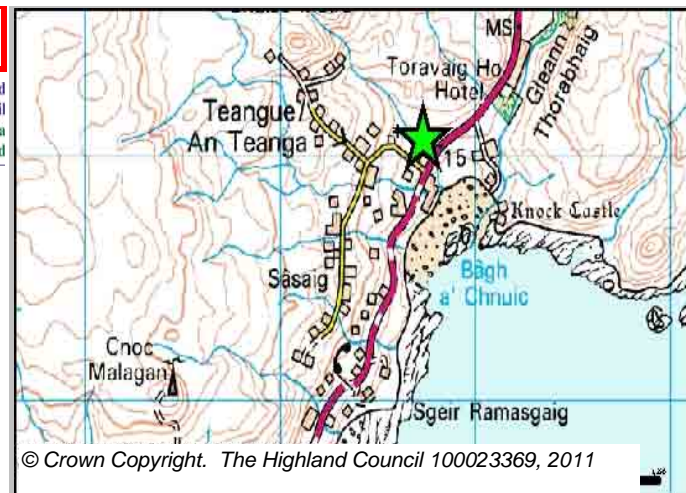 MS
Toravaig Ho
Hotel
Gleann
Thorabhaig
Teangue/
An Teanga
15
Knock Castle
Bàgh
a' Chnuic
Sàsaig
Cnoc
Malagan
Sgeir Ramasgaig
© Crown Copyright. The Highland Council 100023369, 2011